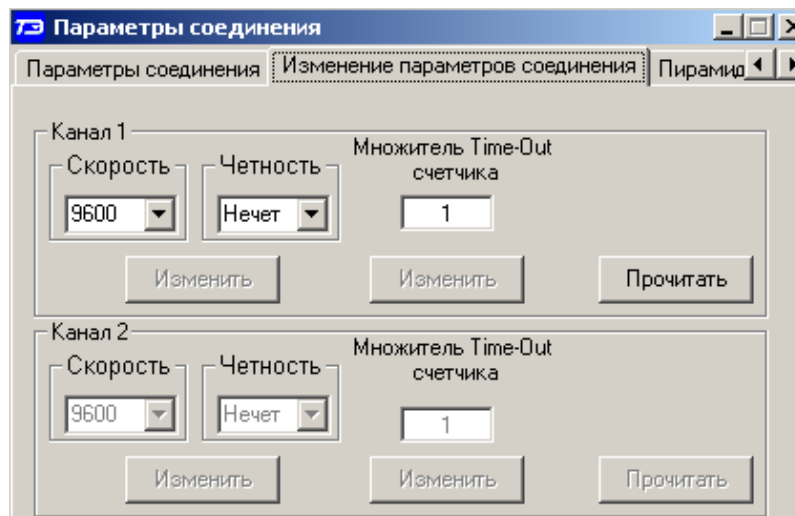 ТЭ Параметры соединения
Параметры соединения Изменение параметров соединения Пирамид
Канал 1
Скорость Четность Множитель Time-Out
счетчика
9600 Нечет 1
Изменить Изменить Прочитать
Канал 2
Скорость Четность Множитель Time-Out
счетчика
9600 Нечет 1
Изменить Изменить Прочитать